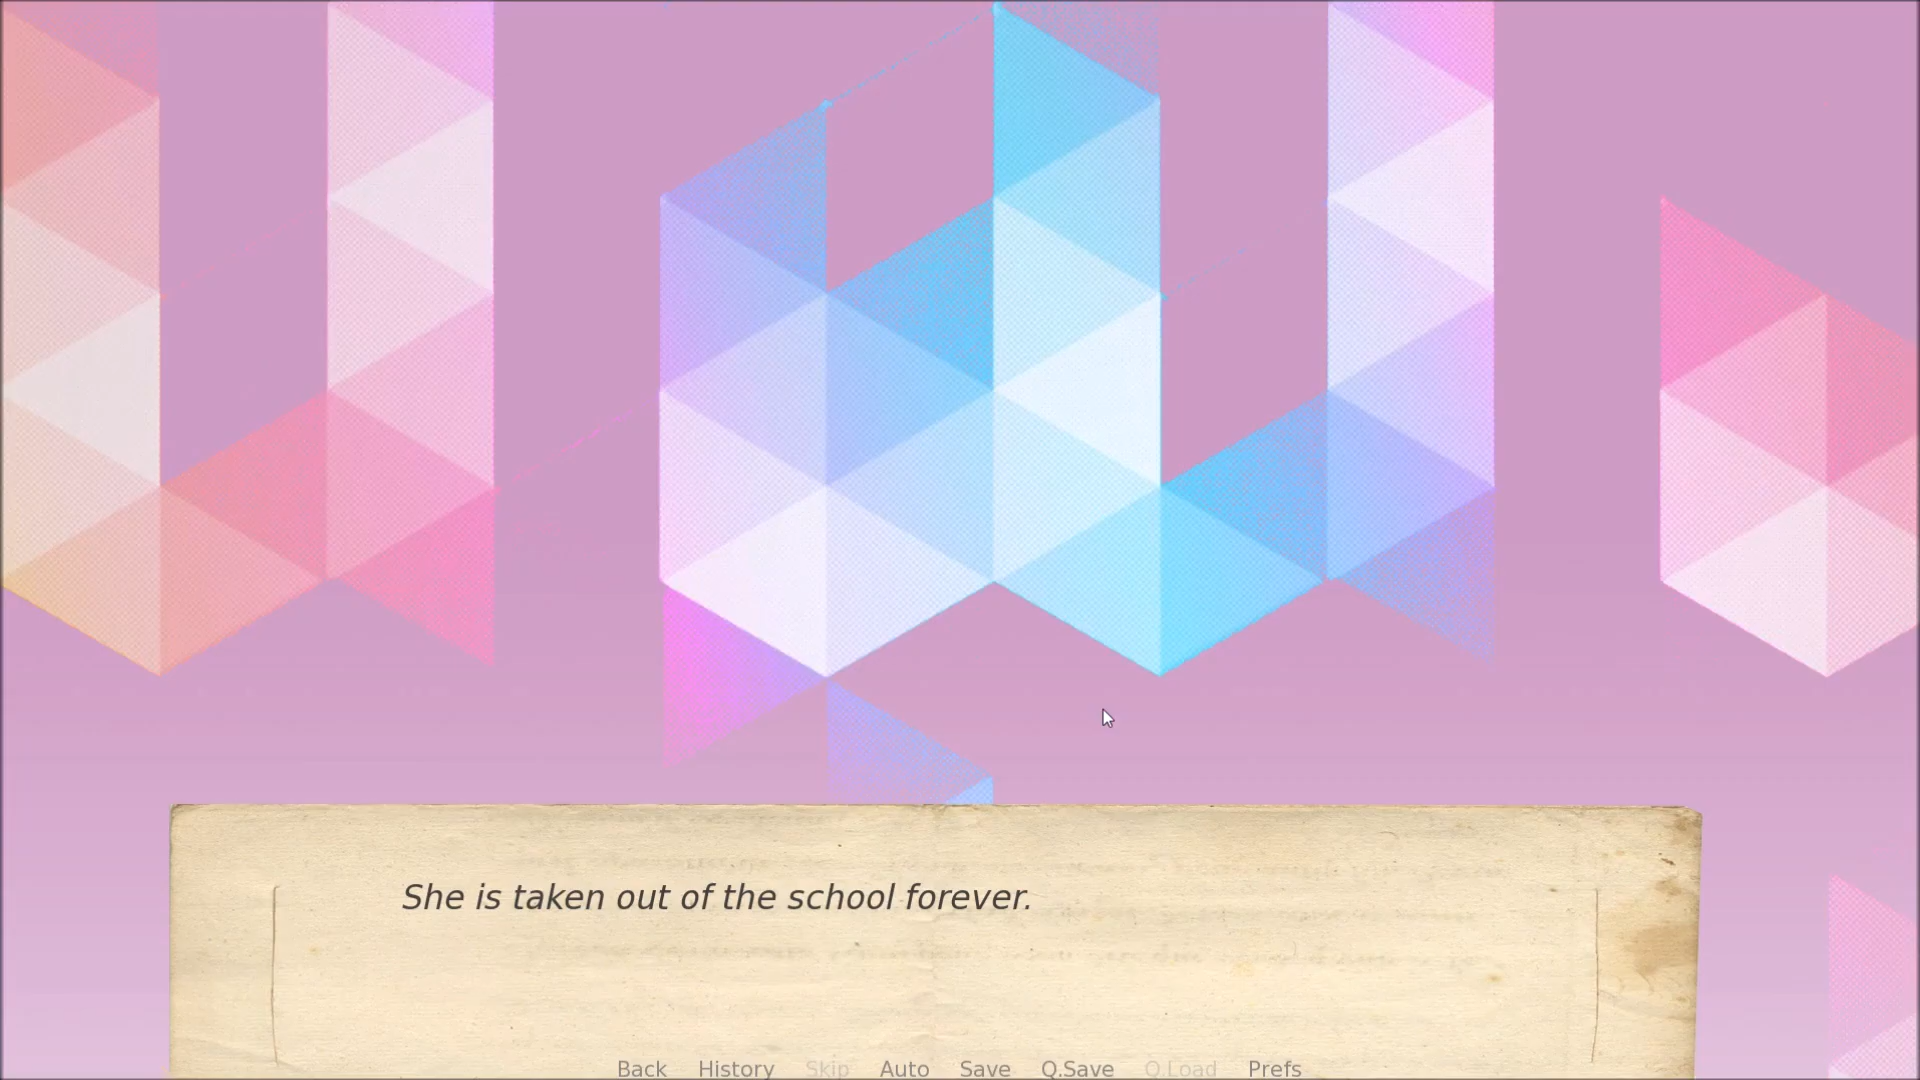 She is taken out of the school forever.
Back History Skip Auto Save Q.Save Q.Load Prefs